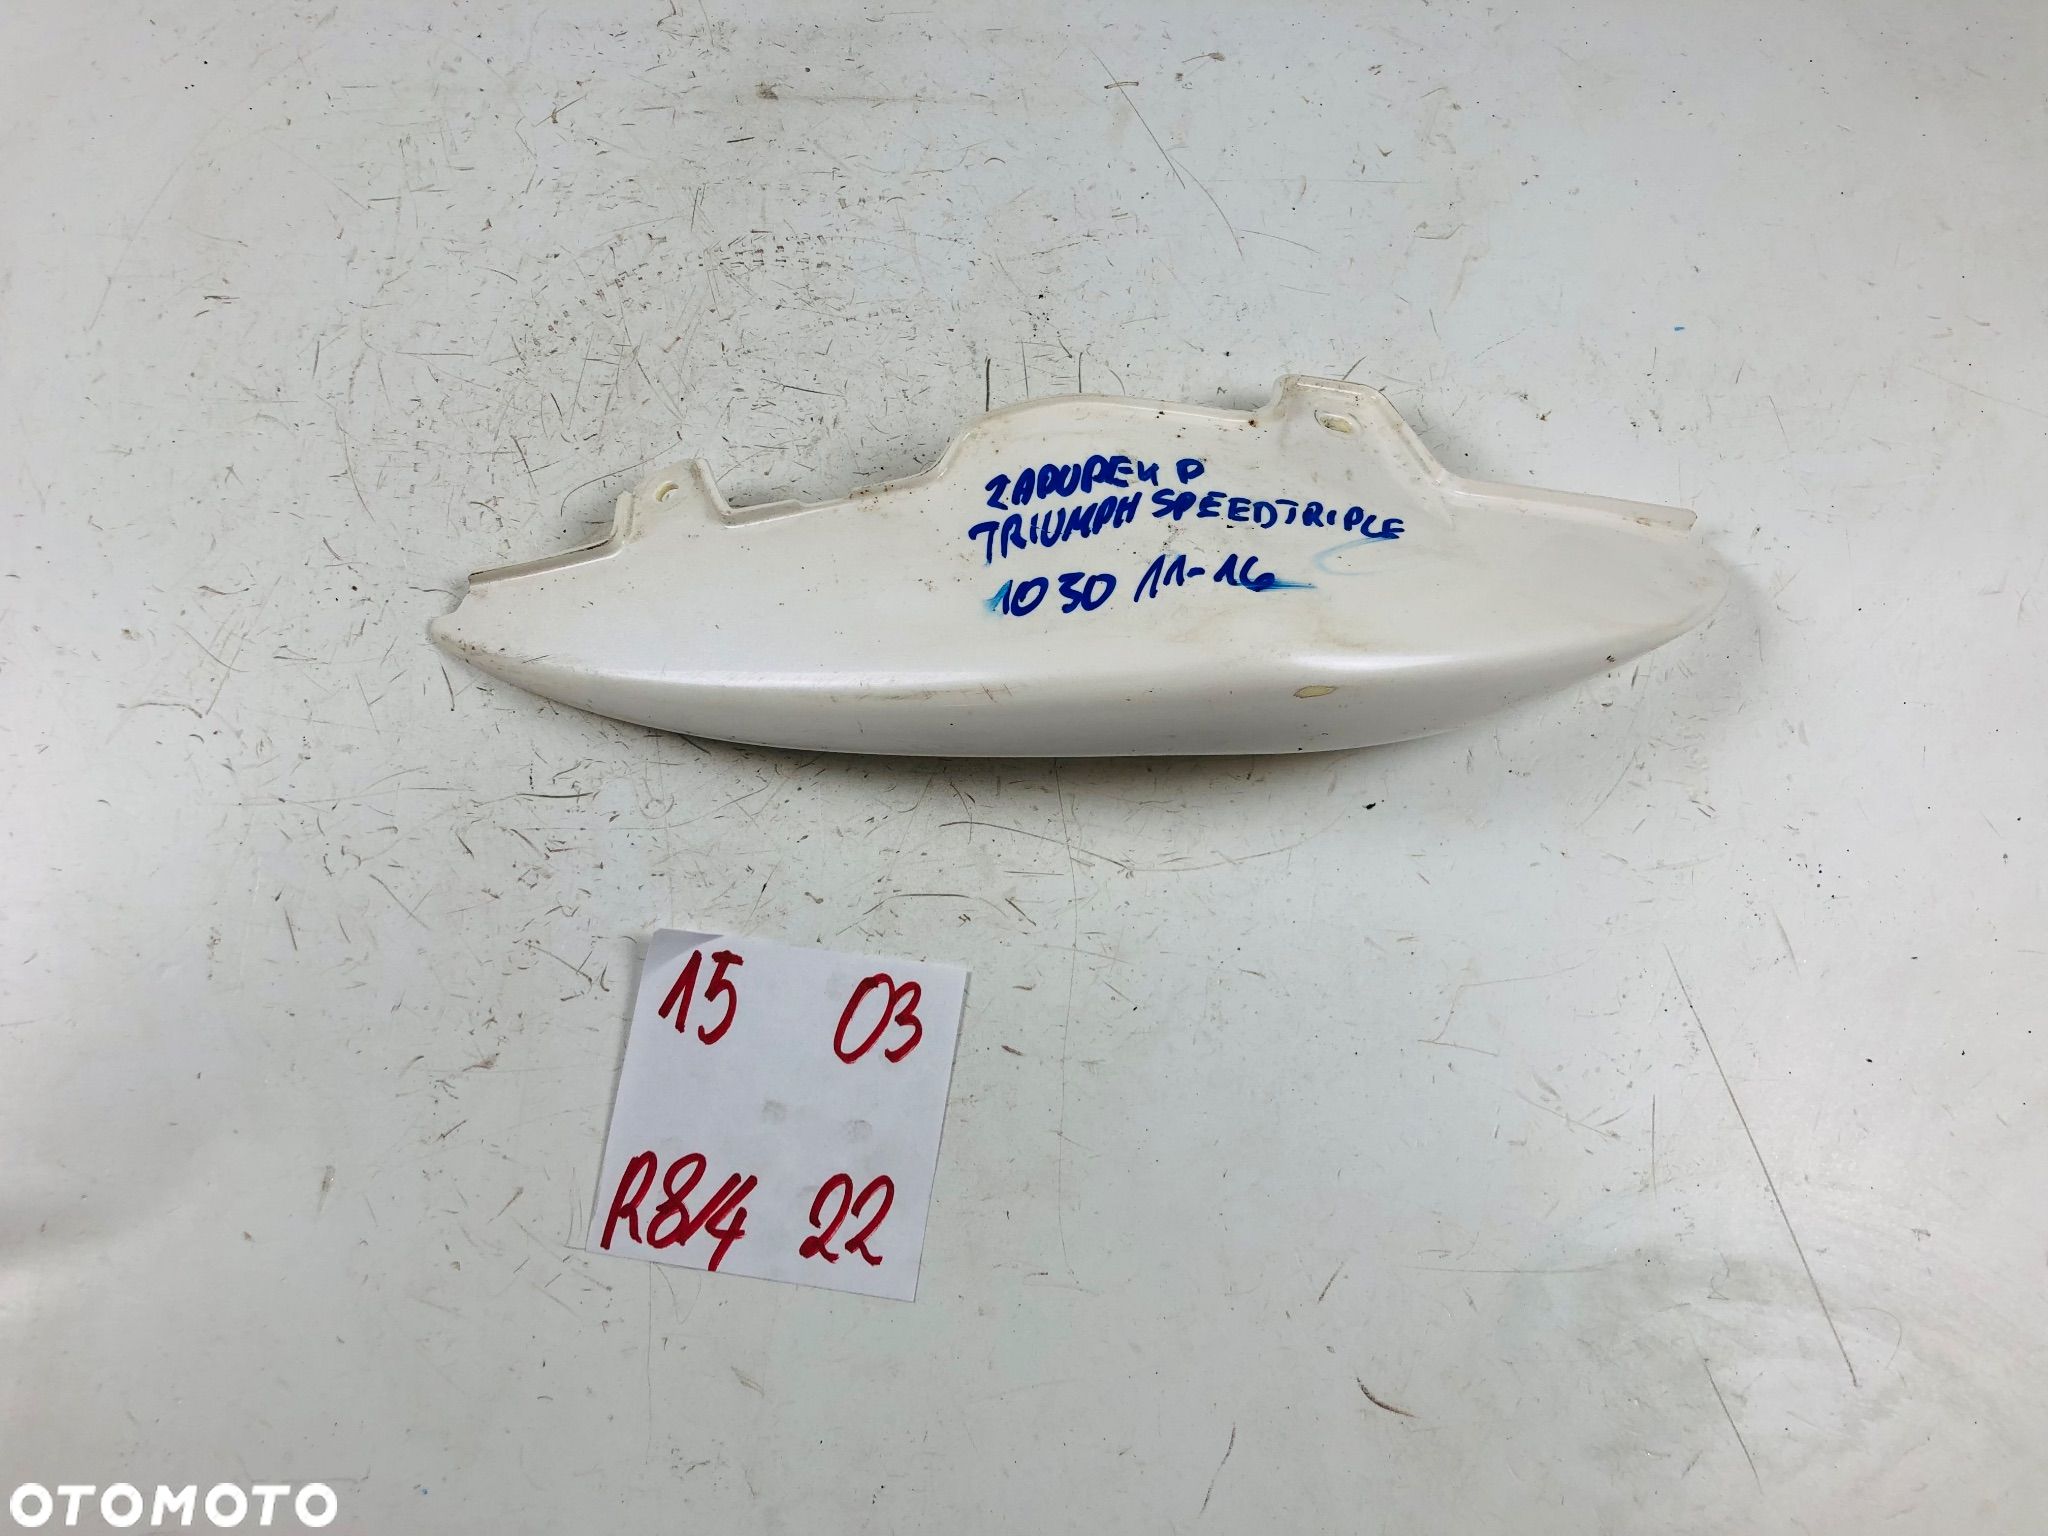 ZADUPEK P
TRIUMPH SPEEDTRIPLE
1050 11-16
15 03
R8/4 22
OTOMOTO